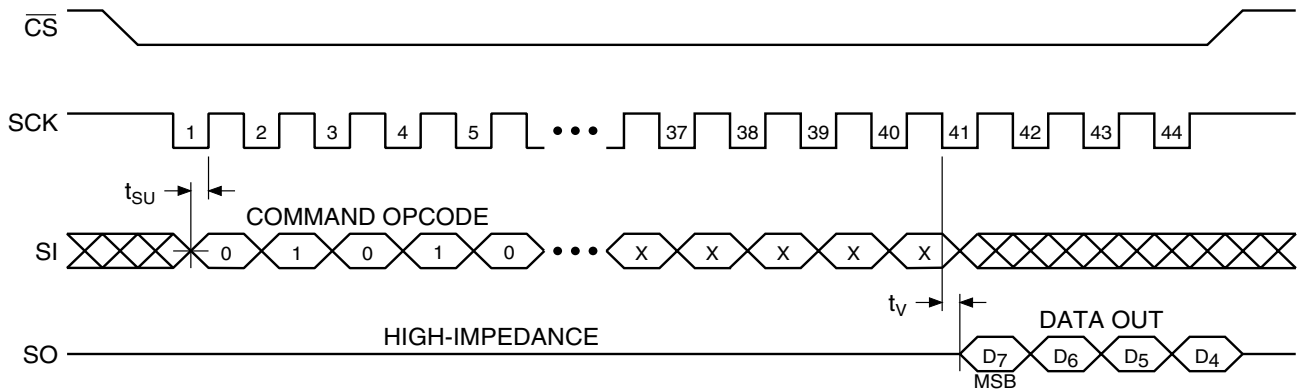 CS
SCK 1 2 3 4 5 ••• 37 38 39 40 41 42 43 44
tSU
COMMAND OPCODE
SI 0 1 0 1 0 ••• X X X X X
tV
HIGH-IMPEDANCE
DATA OUT
SO D7 D6 D5 D4
MSB